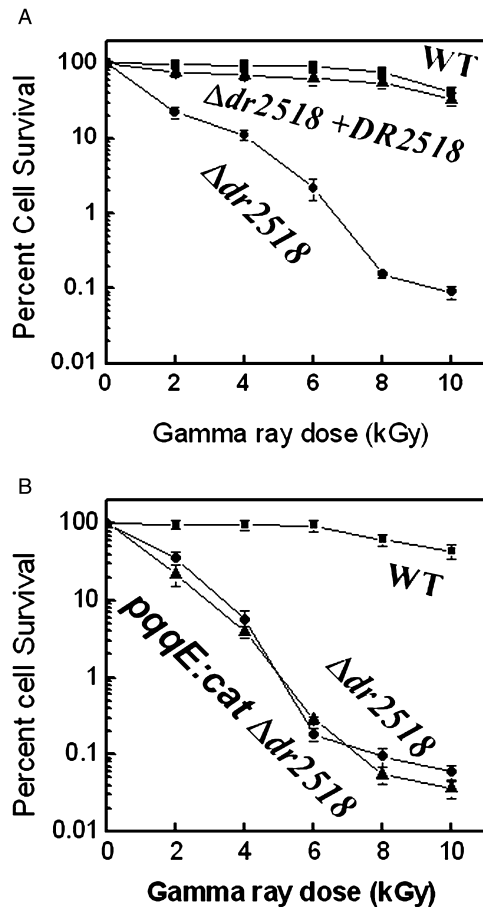 A
Percent Cell Survival
100
10
1
0.1
0.01
WT
Δdr2518 +DR2518
Δdr2518
0 2 4 6 8 10
Gamma ray dose (kGy)
B
Percent cell Survival
100
10
1
0.1
0.01
WT
pqqE:cat Δdr2518
Δdr2518
0 2 4 6 8 10
Gamma ray dose (kGy)